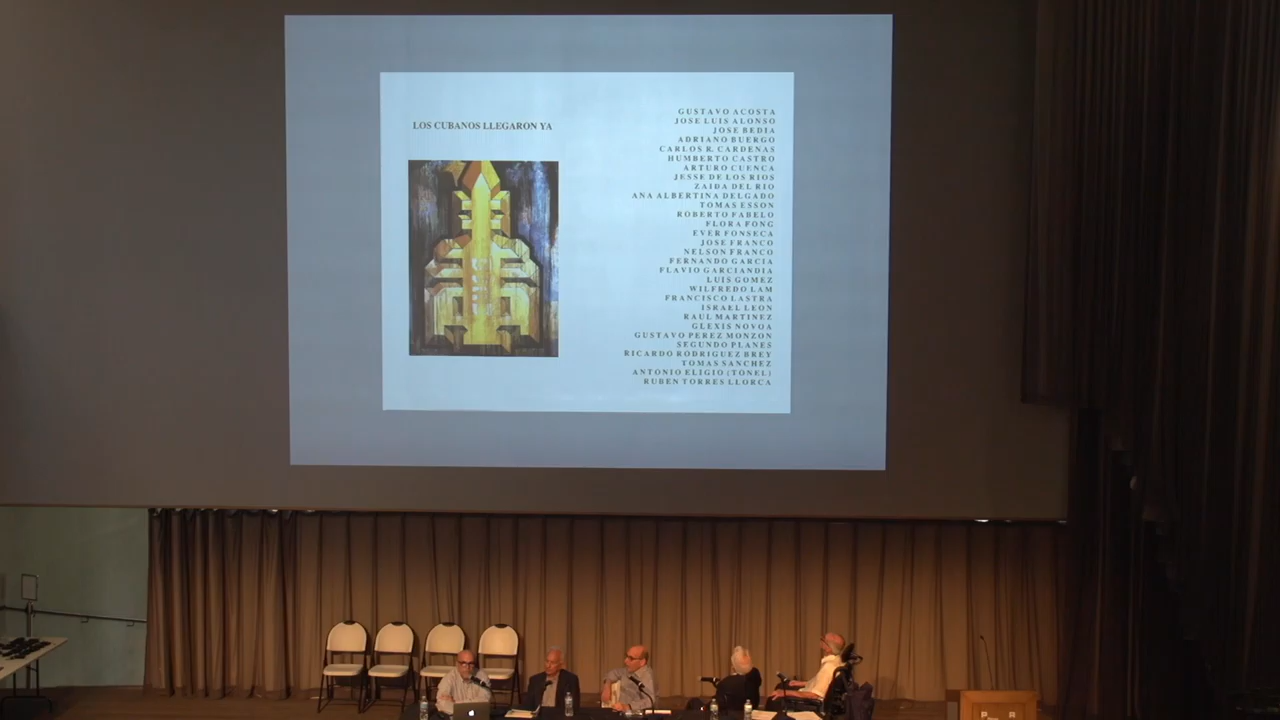 LOS CUBANOS LLEGARON YA
GUSTAVO ACOSTA
JOSE LUIS ALONSO
JOSE BEDIA
ADRIANO BUERGO
CARLOS R. CARDENAS
HUMBERTO CASTRO
ARTURO CUENCA
JESSE DE LOS RIOS
ZAIDA DEL RIO
ANA ALBERTINA DELGADO
TOMAS ESSON
ROBERTO FABELO
FLORA FONG
EVER FONSECA
JOSE FRANCO
NELSON FRANCO
FERNANDO GARCIA
FLAVIO GARCIANDIA
LUIS GOMEZ
WILFREDO LAM
FRANCISCO LASTRA
ISRAEL LEON
RAUL MARTINEZ
GLEXIS NOVOA
GUSTAVO PEREZ MONZON
SEGUNDO PLANES
RICARDO RODRIGUEZ BREY
TOMAS SANCHEZ
ANTONIO ELIGIO (TONEL)
RUBEN TORRES LLORCA